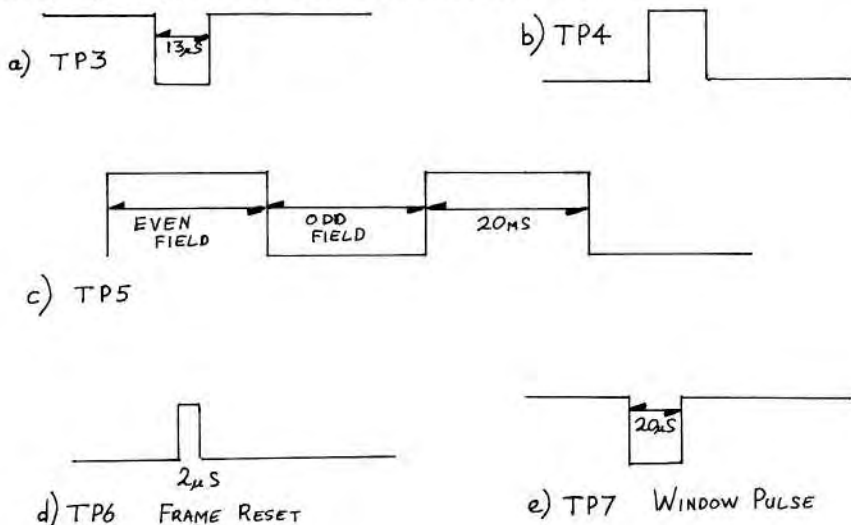 13µS
a) TP3
b) TP4
EVEN
FIELD
ODD
FIELD
20MS
c) TP5
2µS
d) TP6 FRAME RESET
20µS
e) TP7 WINDOW PULSE